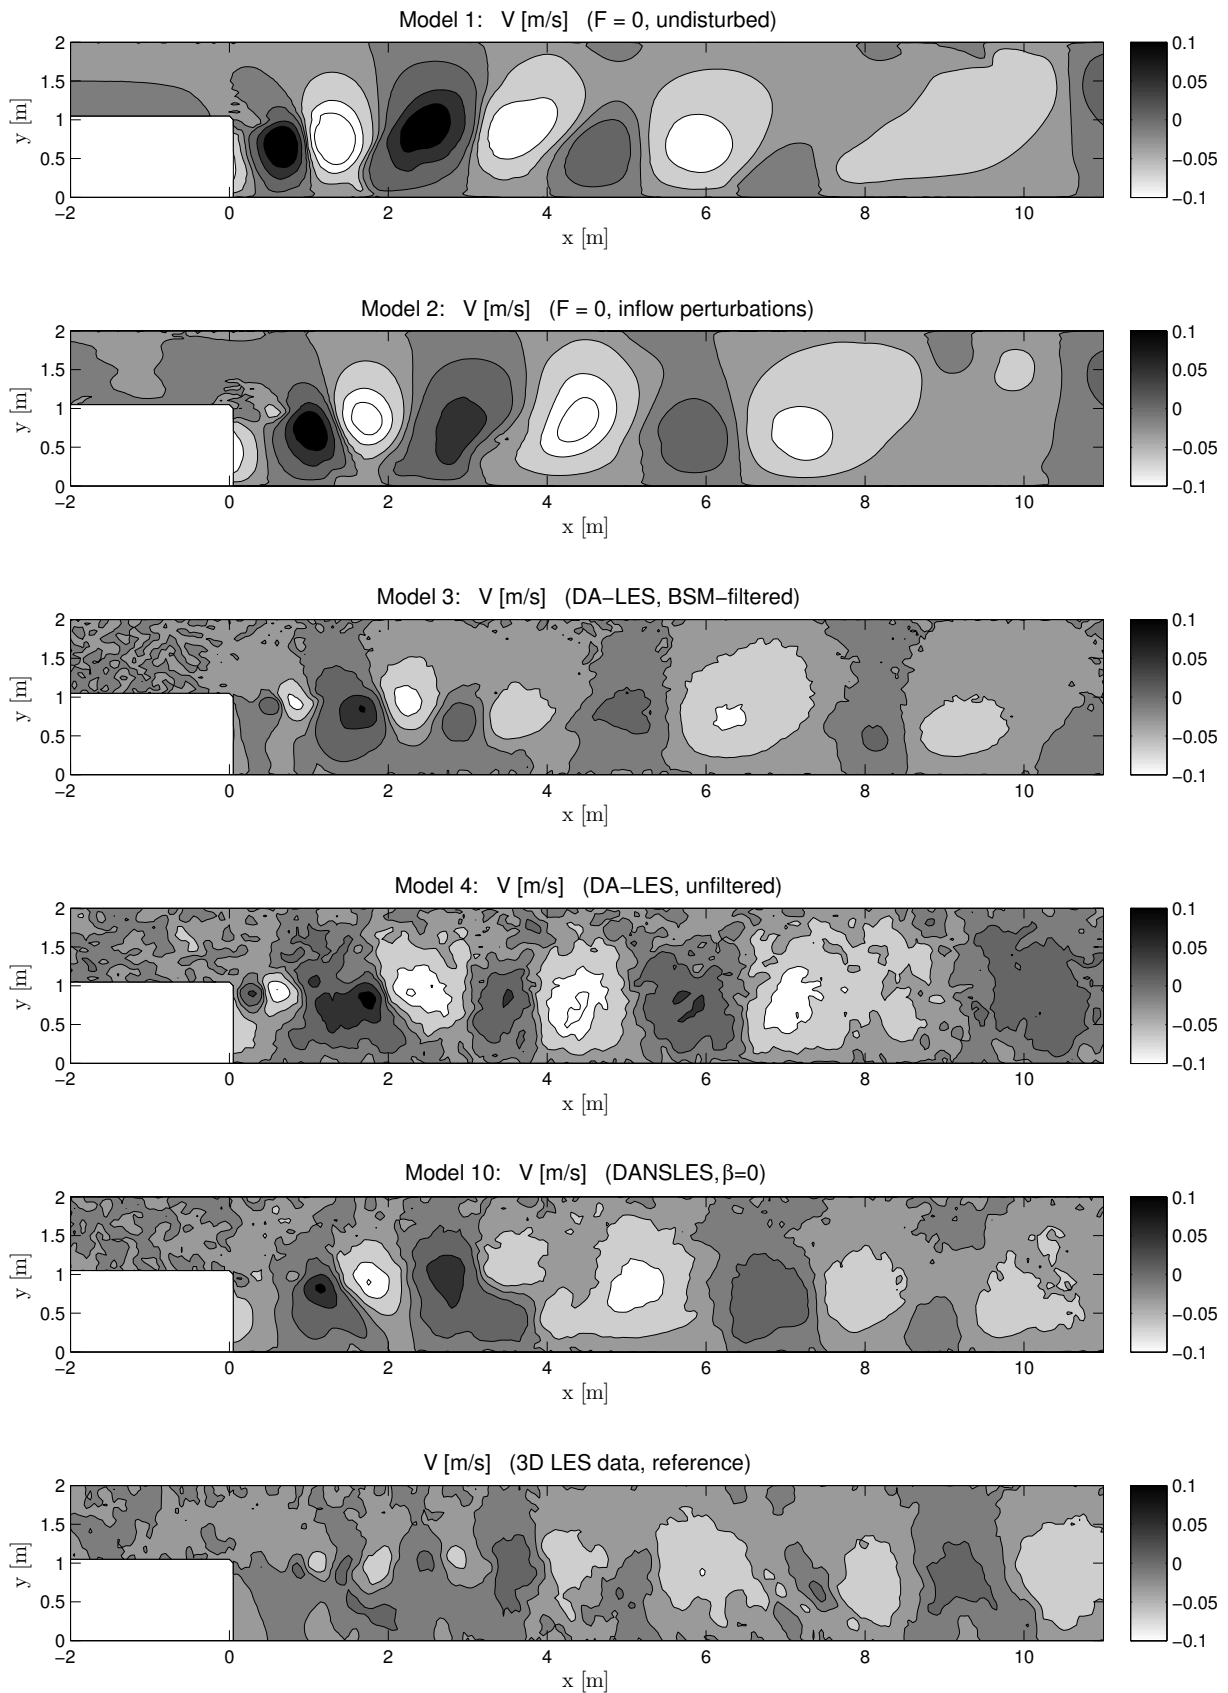 Model 1: V [m/s] (F = 0, undisturbed)
y [m]
2
1.5
1
0.5
0
−2 0 2 4 6 8 10
x [m]
0.1
0.05
0
−0.05
−0.1
Model 2: V [m/s] (F = 0, inflow perturbations)
y [m]
2
1.5
1
0.5
0
−2 0 2 4 6 8 10
x [m]
0.1
0.05
0
−0.05
−0.1
Model 3: V [m/s] (DA−LES, BSM−filtered)
y [m]
2
1.5
1
0.5
0
−2 0 2 4 6 8 10
x [m]
0.1
0.05
0
−0.05
−0.1
Model 4: V [m/s] (DA−LES, unfiltered)
y [m]
2
1.5
1
0.5
0
−2 0 2 4 6 8 10
x [m]
0.1
0.05
0
−0.05
−0.1
Model 10: V [m/s] (DANSLES, β=0)
y [m]
2
1.5
1
0.5
0
−2 0 2 4 6 8 10
x [m]
0.1
0.05
0
−0.05
−0.1
V [m/s] (3D LES data, reference)
y [m]
2
1.5
1
0.5
0
−2 0 2 4 6 8 10
x [m]
0.1
0.05
0
−0.05
−0.1